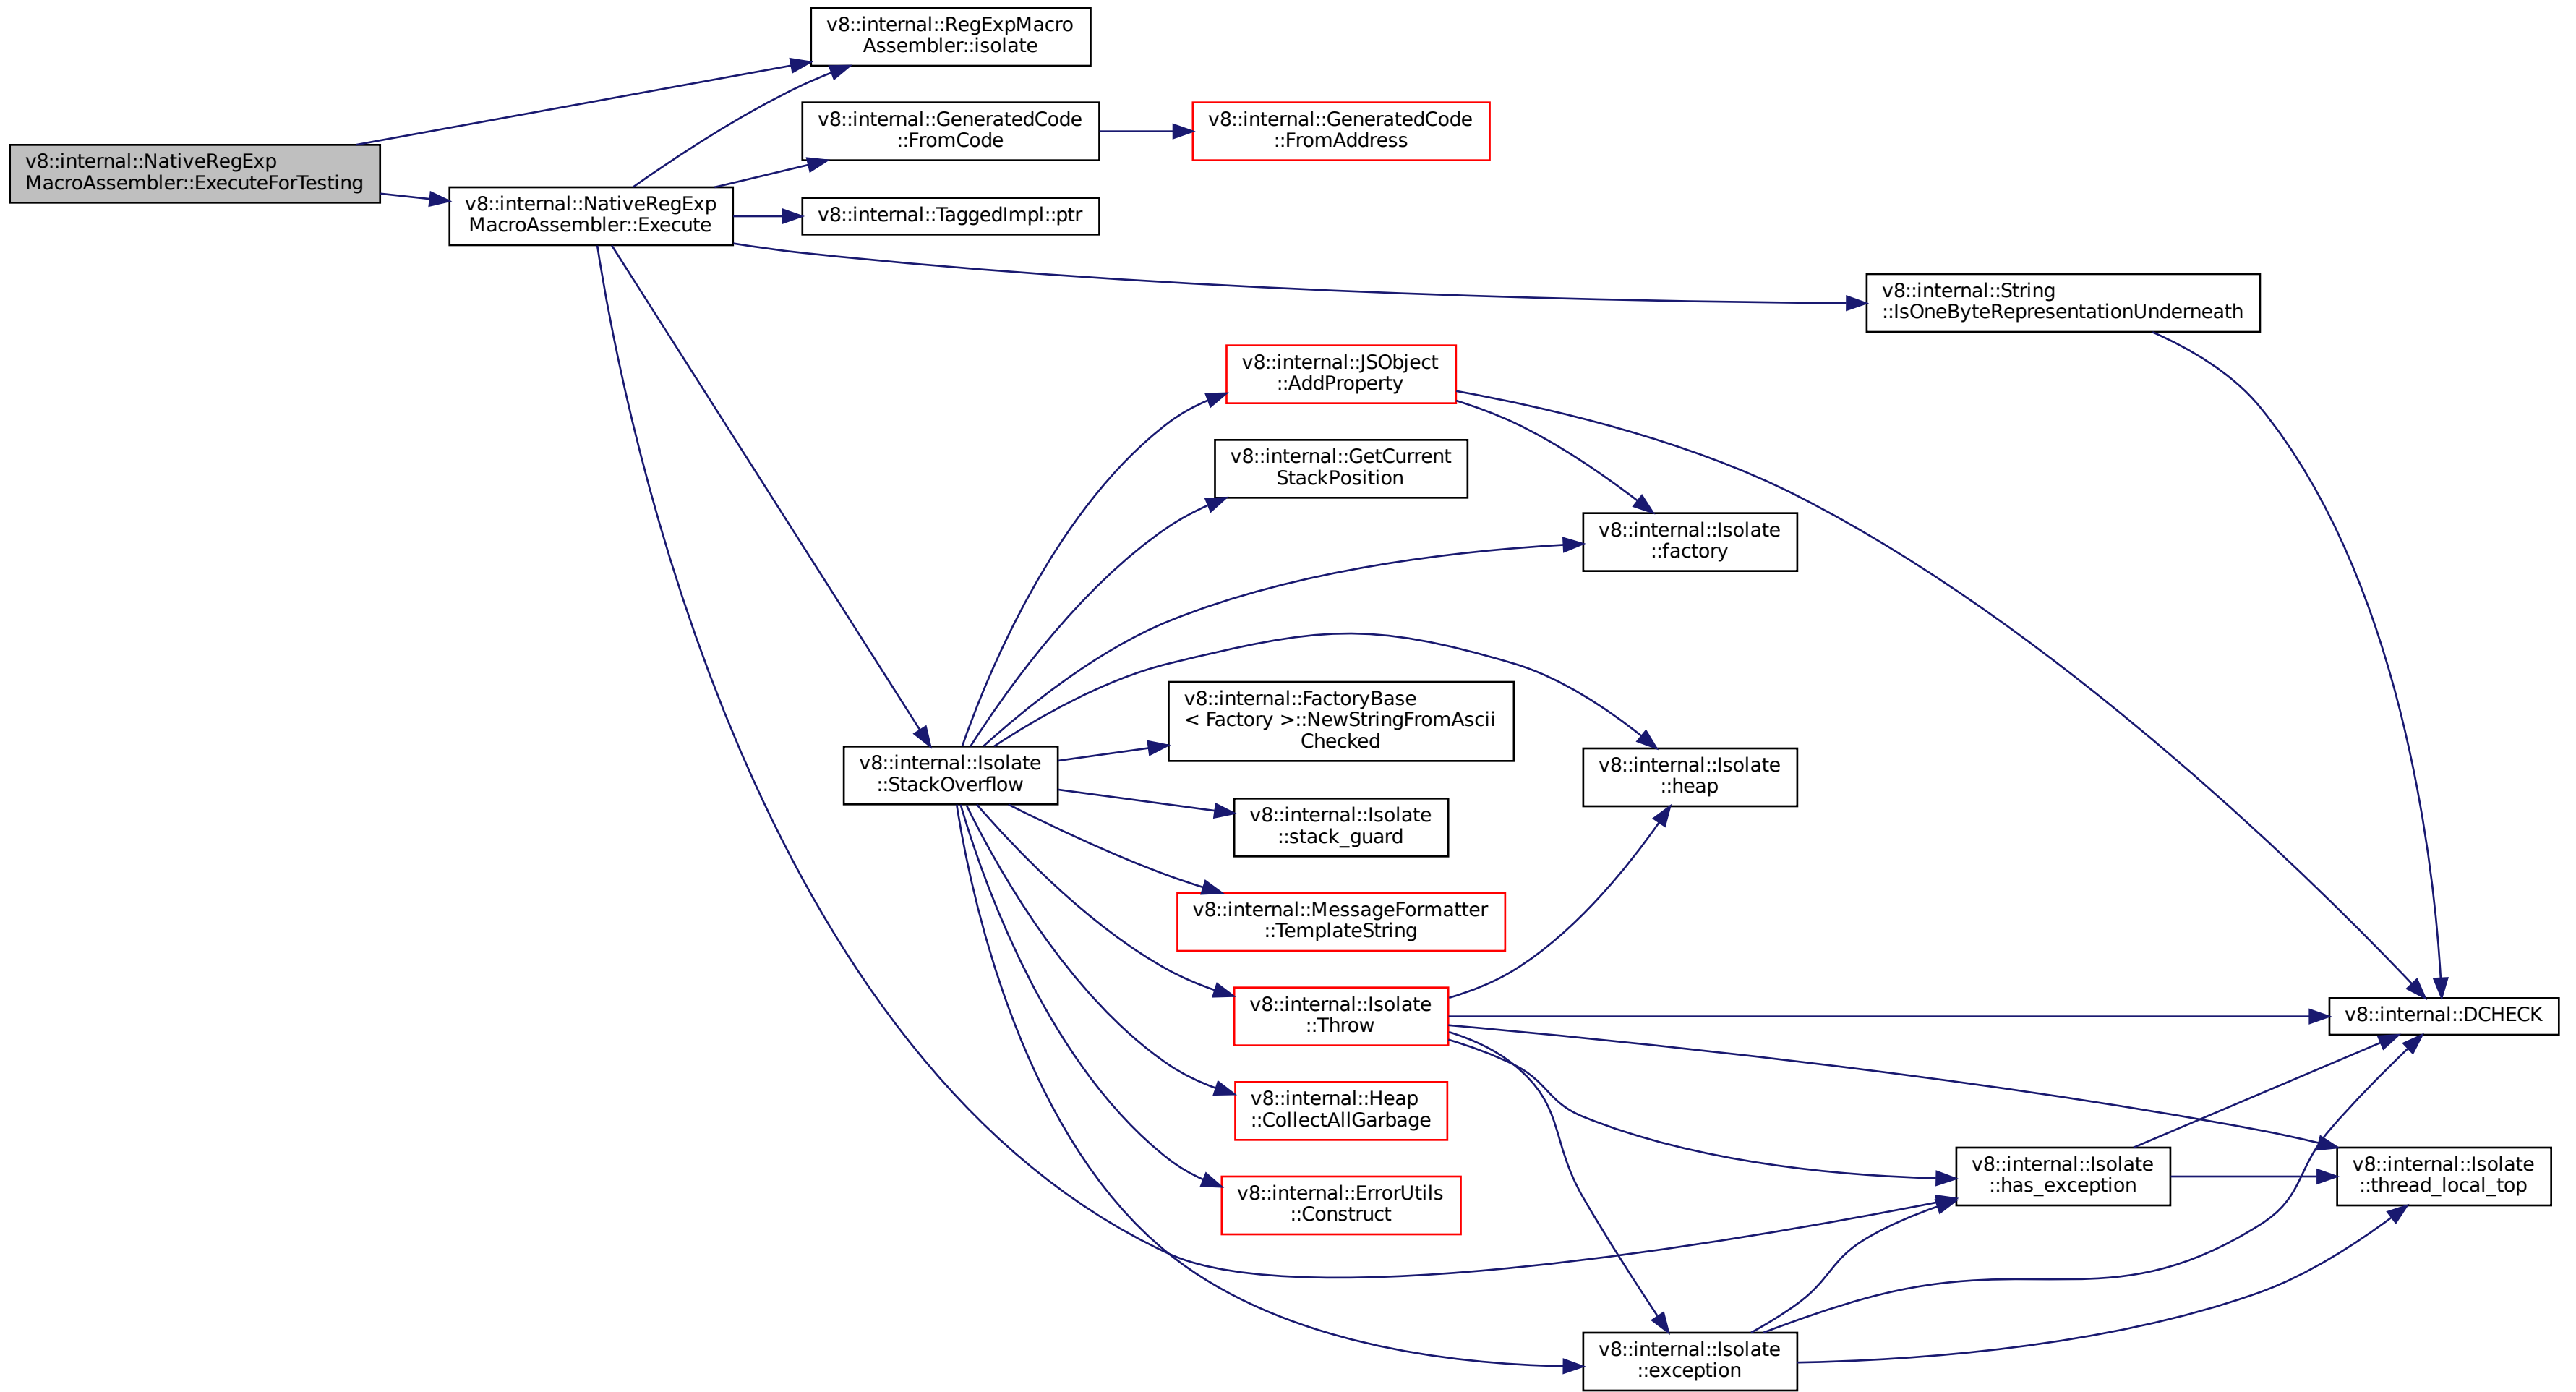 v8::internal::RegExpMacro
Assembler::isolate
v8::internal::GeneratedCode
::FromCode
v8::internal::GeneratedCode
::FromAddress
v8::internal::NativeRegExp
MacroAssembler::ExecuteForTesting
v8::internal::NativeRegExp
MacroAssembler::Execute
v8::internal::TaggedImpl::ptr
v8::internal::String
::IsOneByteRepresentationUnderneath
v8::internal::JSObject
::AddProperty
v8::internal::GetCurrent
StackPosition
v8::internal::Isolate
::factory
v8::internal::FactoryBase
< Factory >::NewStringFromAscii
Checked
v8::internal::Isolate
::StackOverflow
v8::internal::Isolate
::heap
v8::internal::Isolate
::stack_guard
v8::internal::MessageFormatter
::TemplateString
v8::internal::Isolate
::Throw
v8::internal::DCHECK
v8::internal::Heap
::CollectAllGarbage
v8::internal::Isolate
::has_exception
v8::internal::Isolate
::thread_local_top
v8::internal::ErrorUtils
::Construct
v8::internal::Isolate
::exception